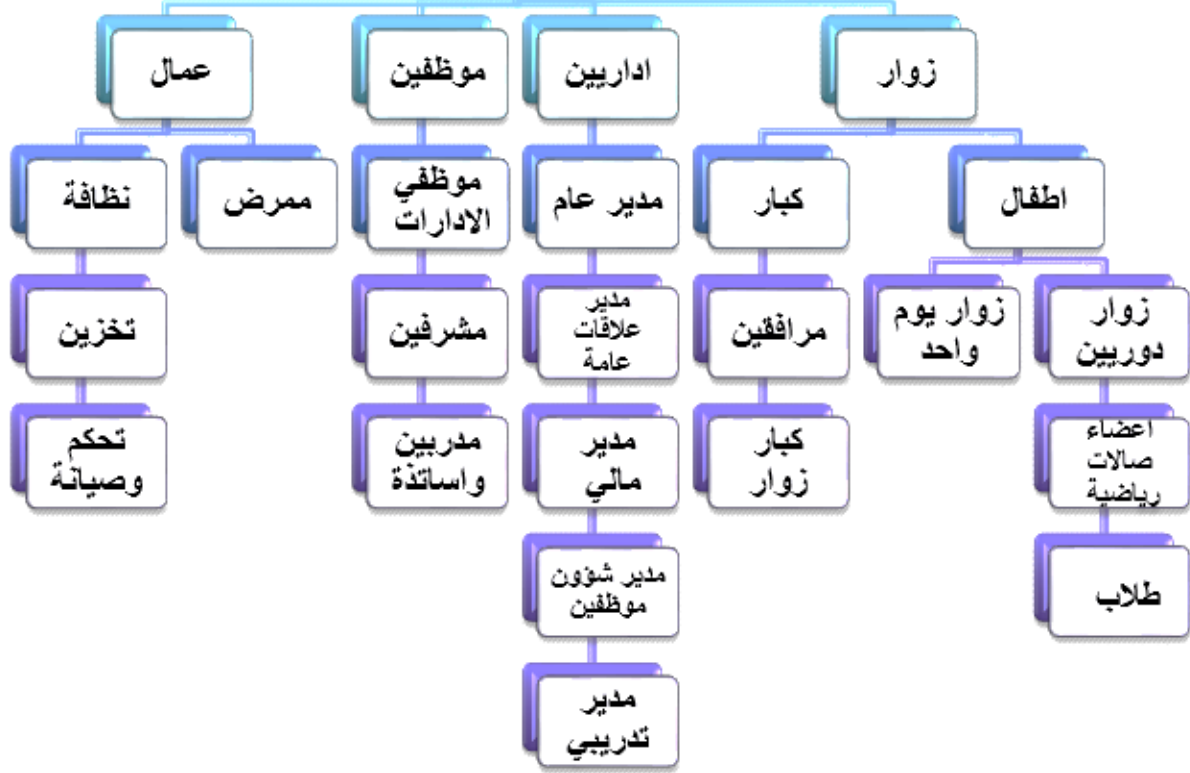 زوار
اداريين
موظفين
عمال
اطفال
كبار
مدير عام
موظفي
الادارات
ممرض
نظافة
زوار
دوريين
زوار يوم
واحد
مرافقين
مدير
علاقات
عامة
مشرفين
تخزين
اعضاء
صالات
رياضية
كبار
زوار
مدير
مالي
مدربين
واساتذة
تحكم
وصيانة
طلاب
مدير شؤون
موظفين
مدير
تدريبي